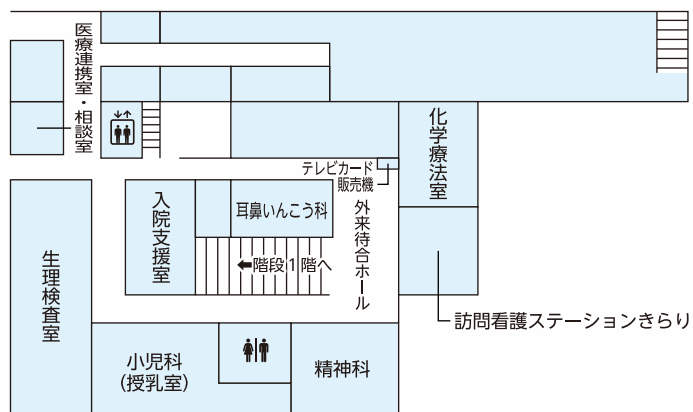 医療連携室・相談室
化学療法室
テレビカード
販売機
入院支援室
耳鼻いんこう科
外来待合ホール
生理検査室
⬅階段1階へ
訪問看護ステーションきらり
小児科
(授乳室)
精神科